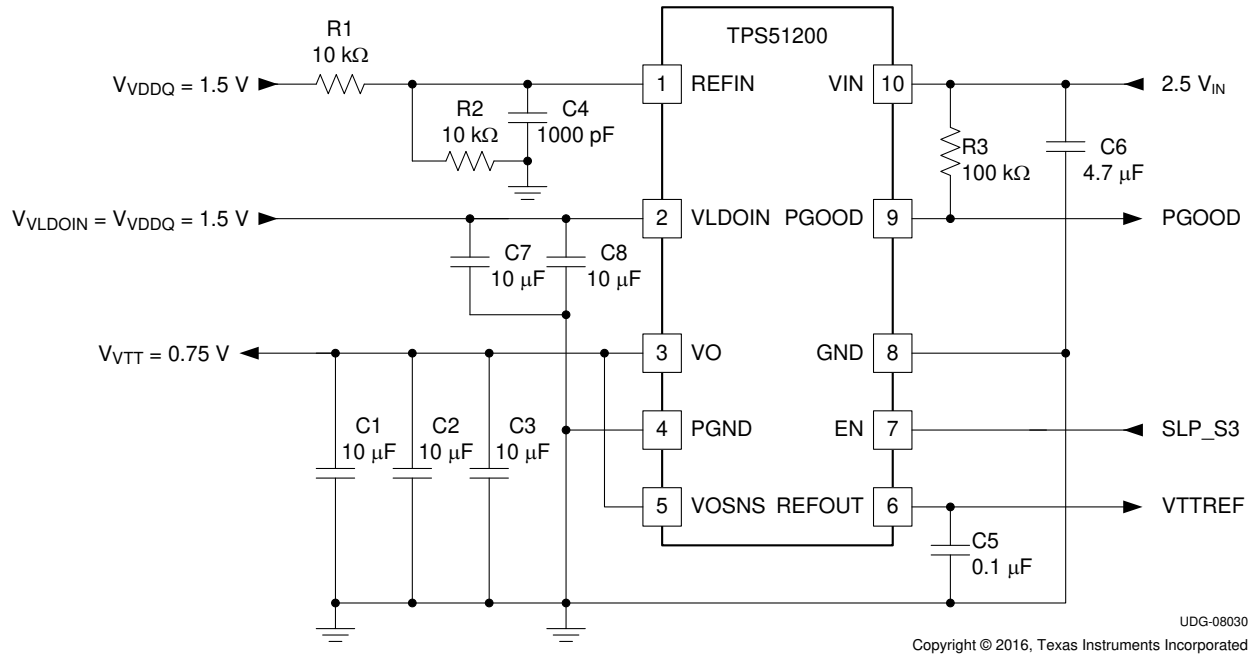 TPS51200
R1
10 kΩ
V_VDDQ = 1.5 V
1 REFIN
VIN 10
2.5 V_IN
R2
10 kΩ
C4
1000 pF
R3
100 kΩ
C6
4.7 μF
V_VLDOIN = V_VDDQ = 1.5 V
2 VLDOIN
PGOOD 9
PGOOD
C7
10 μF
C8
10 μF
V_VTT = 0.75 V
3 VO
GND 8
C1
10 μF
C2
10 μF
C3
10 μF
4 PGND
EN 7
SLP_S3
5 VOSNS
REFOUT 6
VTTREF
C5
0.1 μF
UDG-08030
Copyright © 2016, Texas Instruments Incorporated